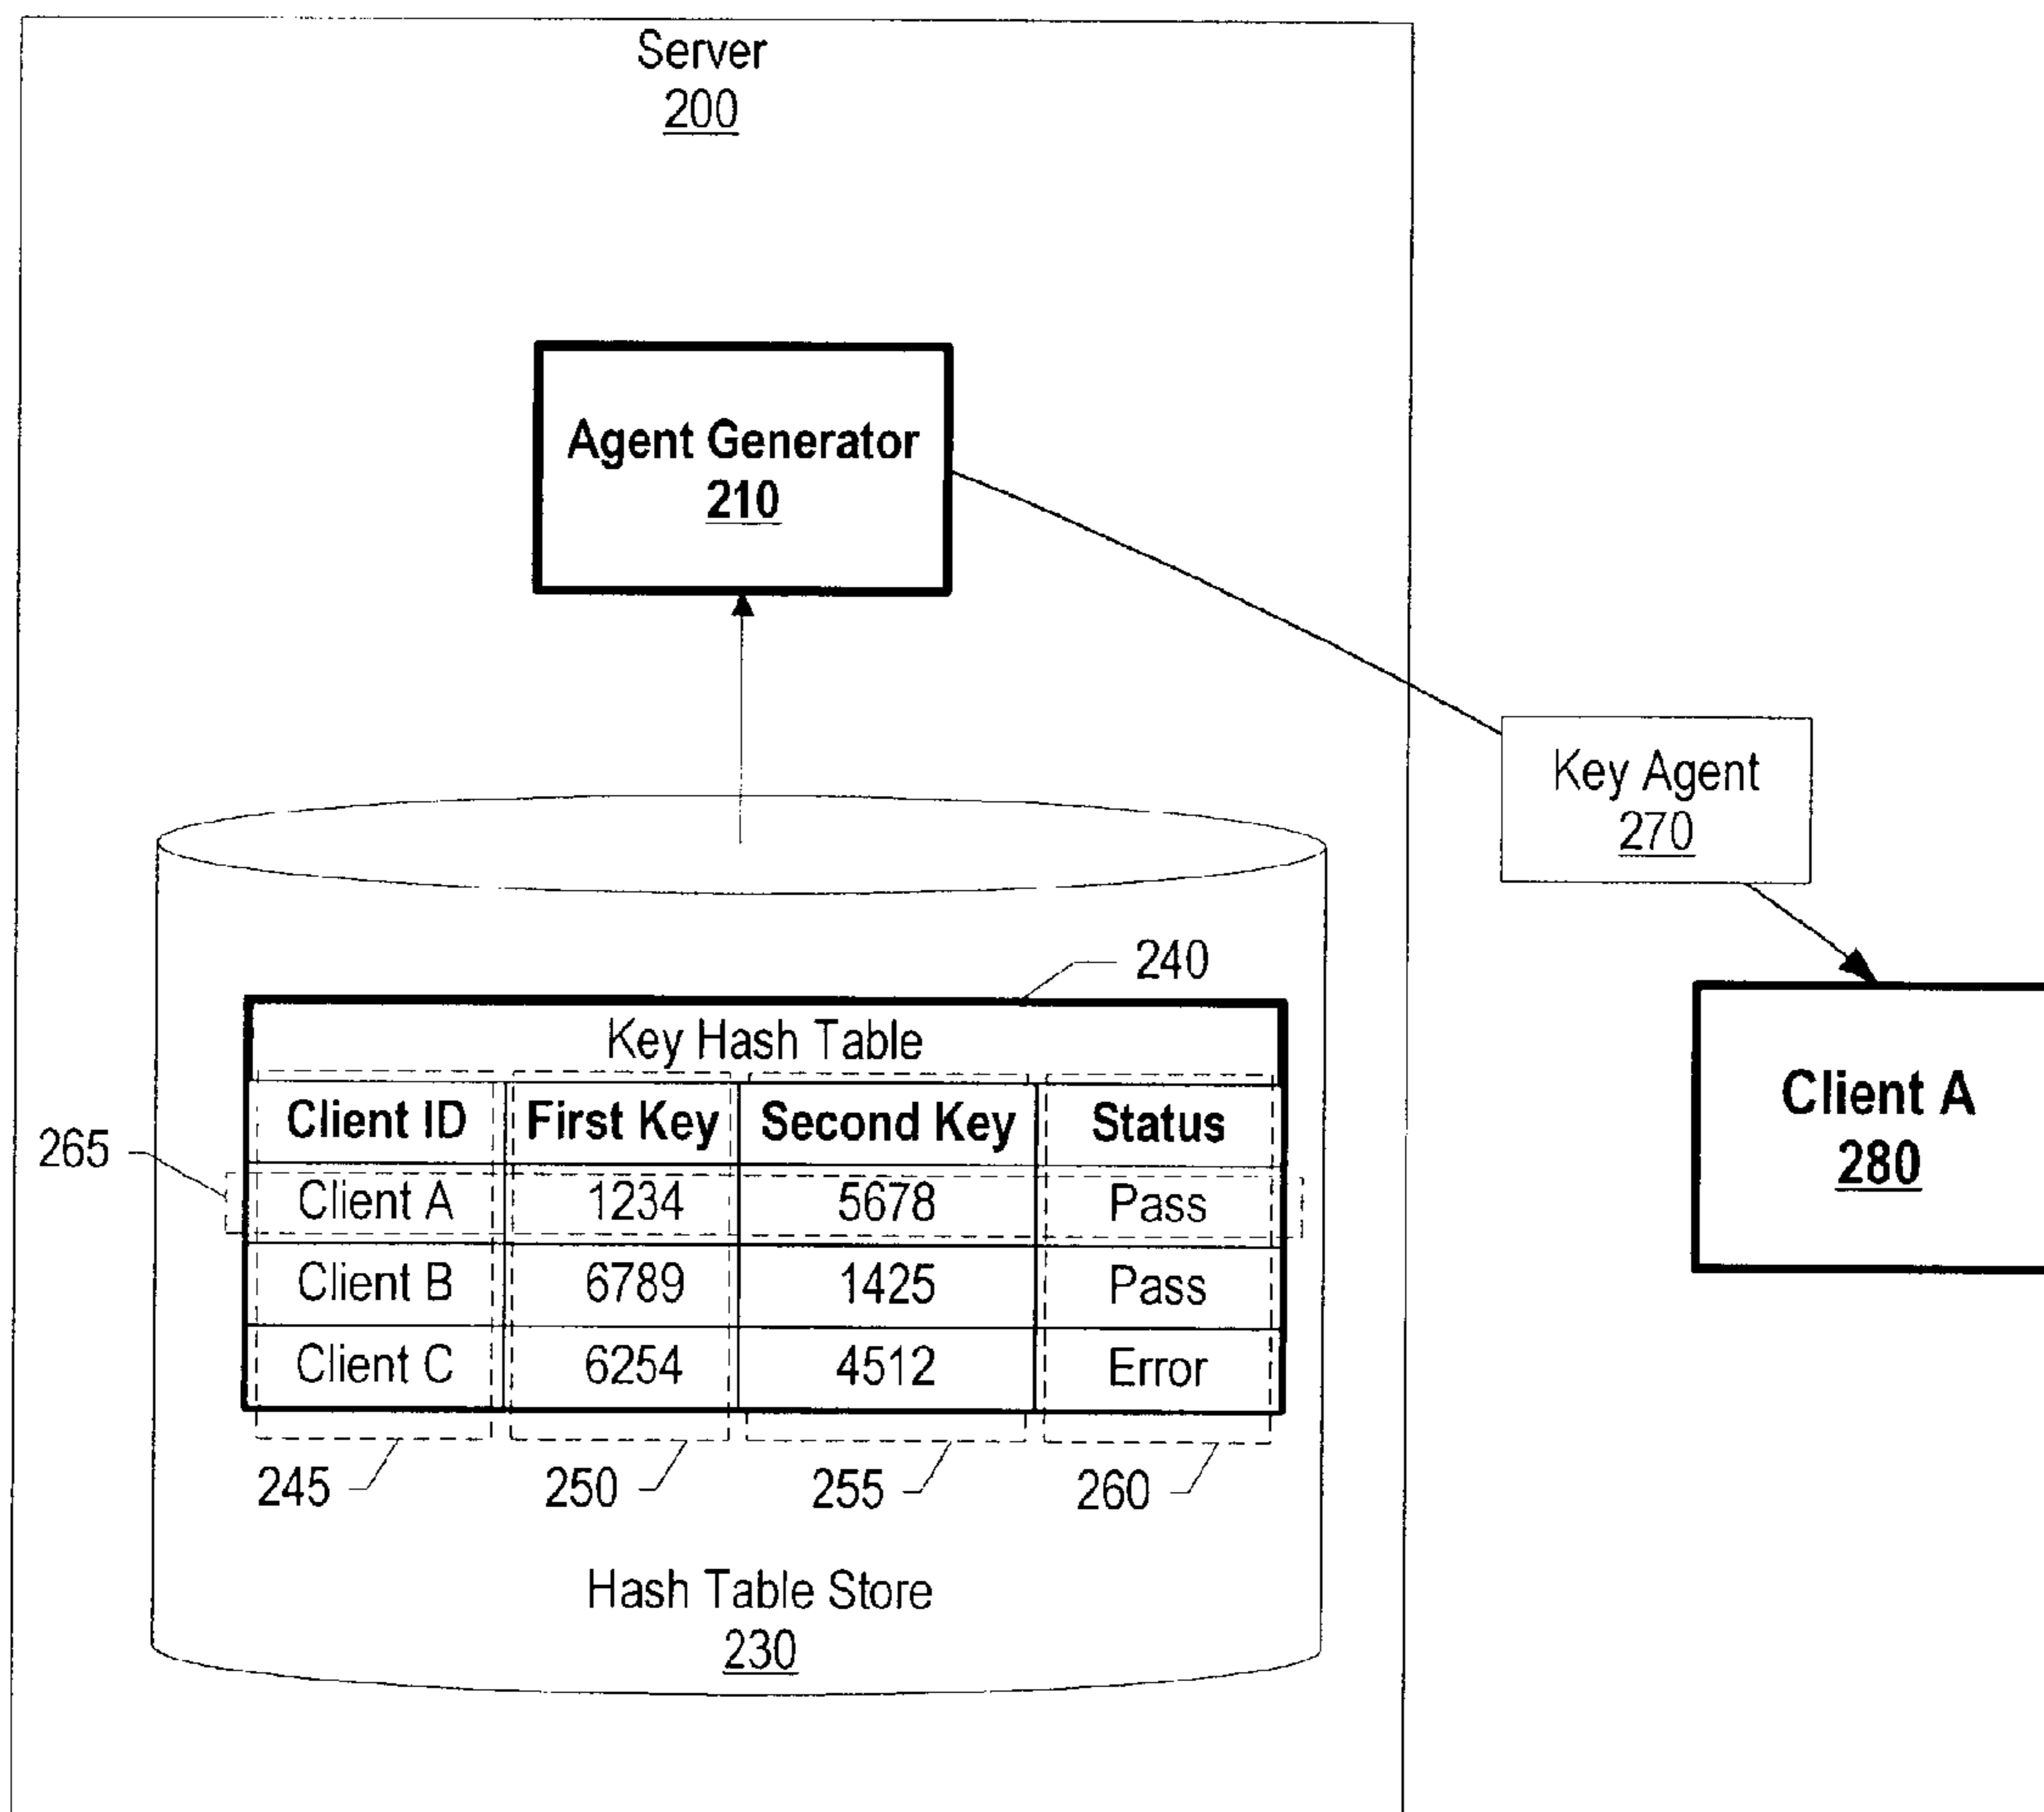 Server
200
Agent Generator
210
Key Agent
270
240
Key Hash Table
Client ID First Key Second Key Status
265
Client A 1234 5678 Pass
Client B 6789 1425 Pass
Client C 6254 4512 Error
245 250 255 260
Client A
280
Hash Table Store
230